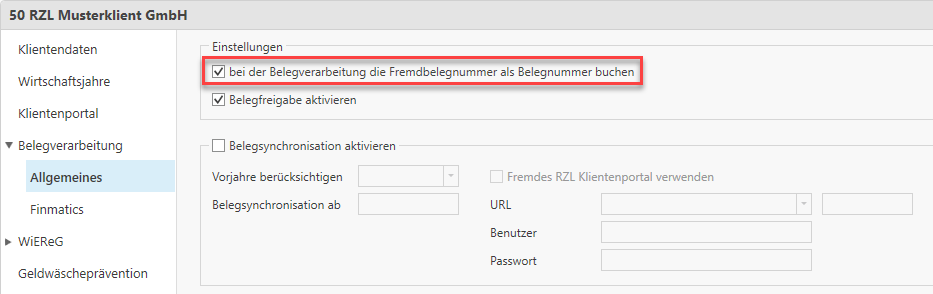 50 RZL Musterklient GmbH
Klientendaten
Wirtschaftsjahre
Klientenportal
Belegverarbeitung
Allgemeines
Finmatics
WiEReG
Geldwäscheprävention
Einstellungen
bei der Belegverarbeitung die Fremdbelegnummer als Belegnummer buchen
Belegfreigabe aktivieren
Belegsynchronisation aktivieren
Vorjahre berücksichtigen
Fremdes RZL Klientenportal verwenden
Belegsynchronisation ab
URL
Benutzer
Passwort